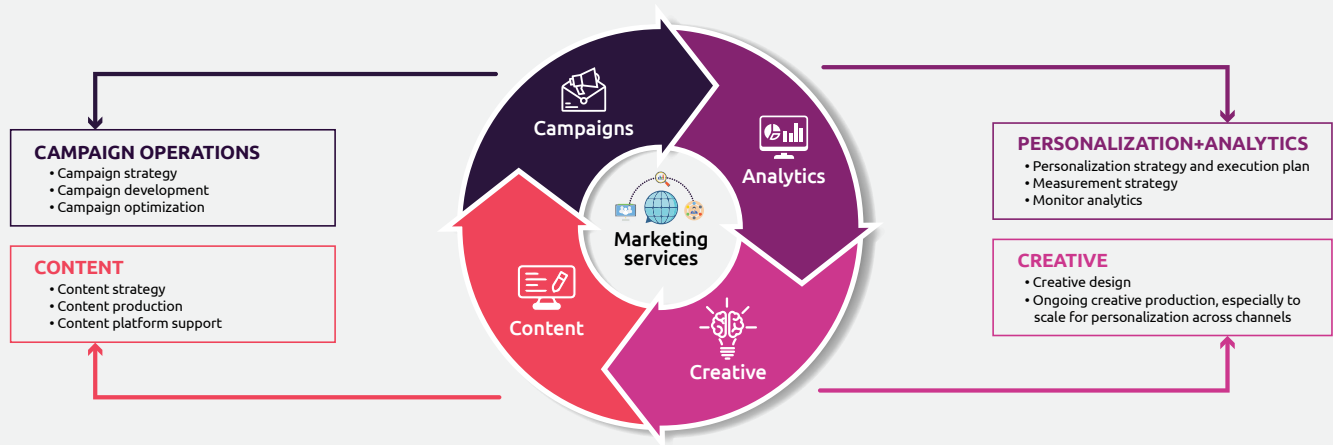 Campaigns
Analytics
Marketing
services
Content
Creative
CAMPAIGN OPERATIONS
• Campaign strategy
• Campaign development
• Campaign optimization
CONTENT
• Content strategy
• Content production
• Content platform support
PERSONALIZATION+ANALYTICS
• Personalization strategy and execution plan
• Measurement strategy
• Monitor analytics
CREATIVE
• Creative design
• Ongoing creative production, especially to
scale for personalization across channels